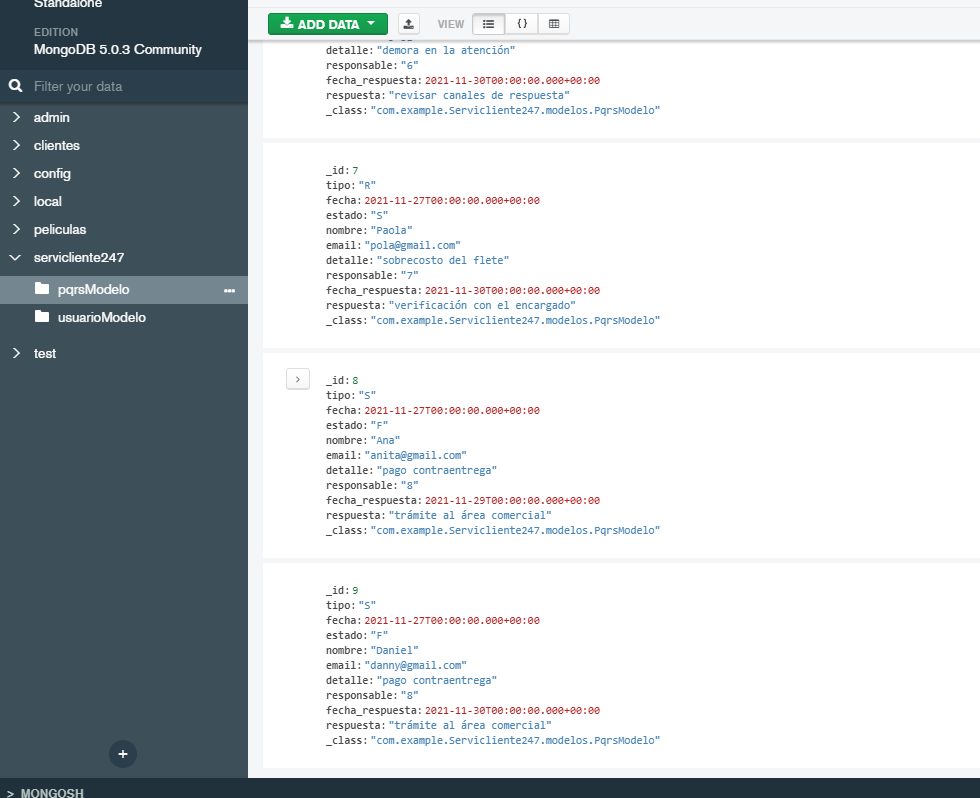 Standalone
EDITION
MongoDB 5.0.3 Community
Filter your data
admin
clientes
config
local
peliculas
servicliente247
pqrsModelo
usuarioModelo
test
ADD DATA
VIEW
{}
detalle: "demora en la atención"
responsable: "6"
fecha_respuesta: 2021-11-30T00:00:00.000+00:00
respuesta: "revisar canales de respuesta"
_class: "com.example.Servicliente247.modelos.PqrsModelo"
_id: 7
tipo: "R"
fecha: 2021-11-27T00:00:00.000+00:00
estado: "S"
nombre: "Paola"
email: "pola@gmail.com"
detalle: "sobrecosto del flete"
responsable: "7"
fecha_respuesta: 2021-11-30T00:00:00.000+00:00
respuesta: "verificación con el encargado"
_class: "com.example.Servicliente247.modelos.PqrsModelo"
_id: 8
tipo: "S"
fecha: 2021-11-27T00:00:00.000+00:00
estado: "F"
nombre: "Ana"
email: "anita@gmail.com"
detalle: "pago contraentrega"
responsable: "8"
fecha_respuesta: 2021-11-29T00:00:00.000+00:00
respuesta: "trámite al área comercial"
_class: "com.example.Servicliente247.modelos.PqrsModelo"
_id: 9
tipo: "S"
fecha: 2021-11-27T00:00:00.000+00:00
estado: "F"
nombre: "Daniel"
email: "danny@gmail.com"
detalle: "pago contraentrega"
responsable: "8"
fecha_respuesta: 2021-11-30T00:00:00.000+00:00
respuesta: "trámite al área comercial"
_class: "com.example.Servicliente247.modelos.PqrsModelo"
> MONGOSH